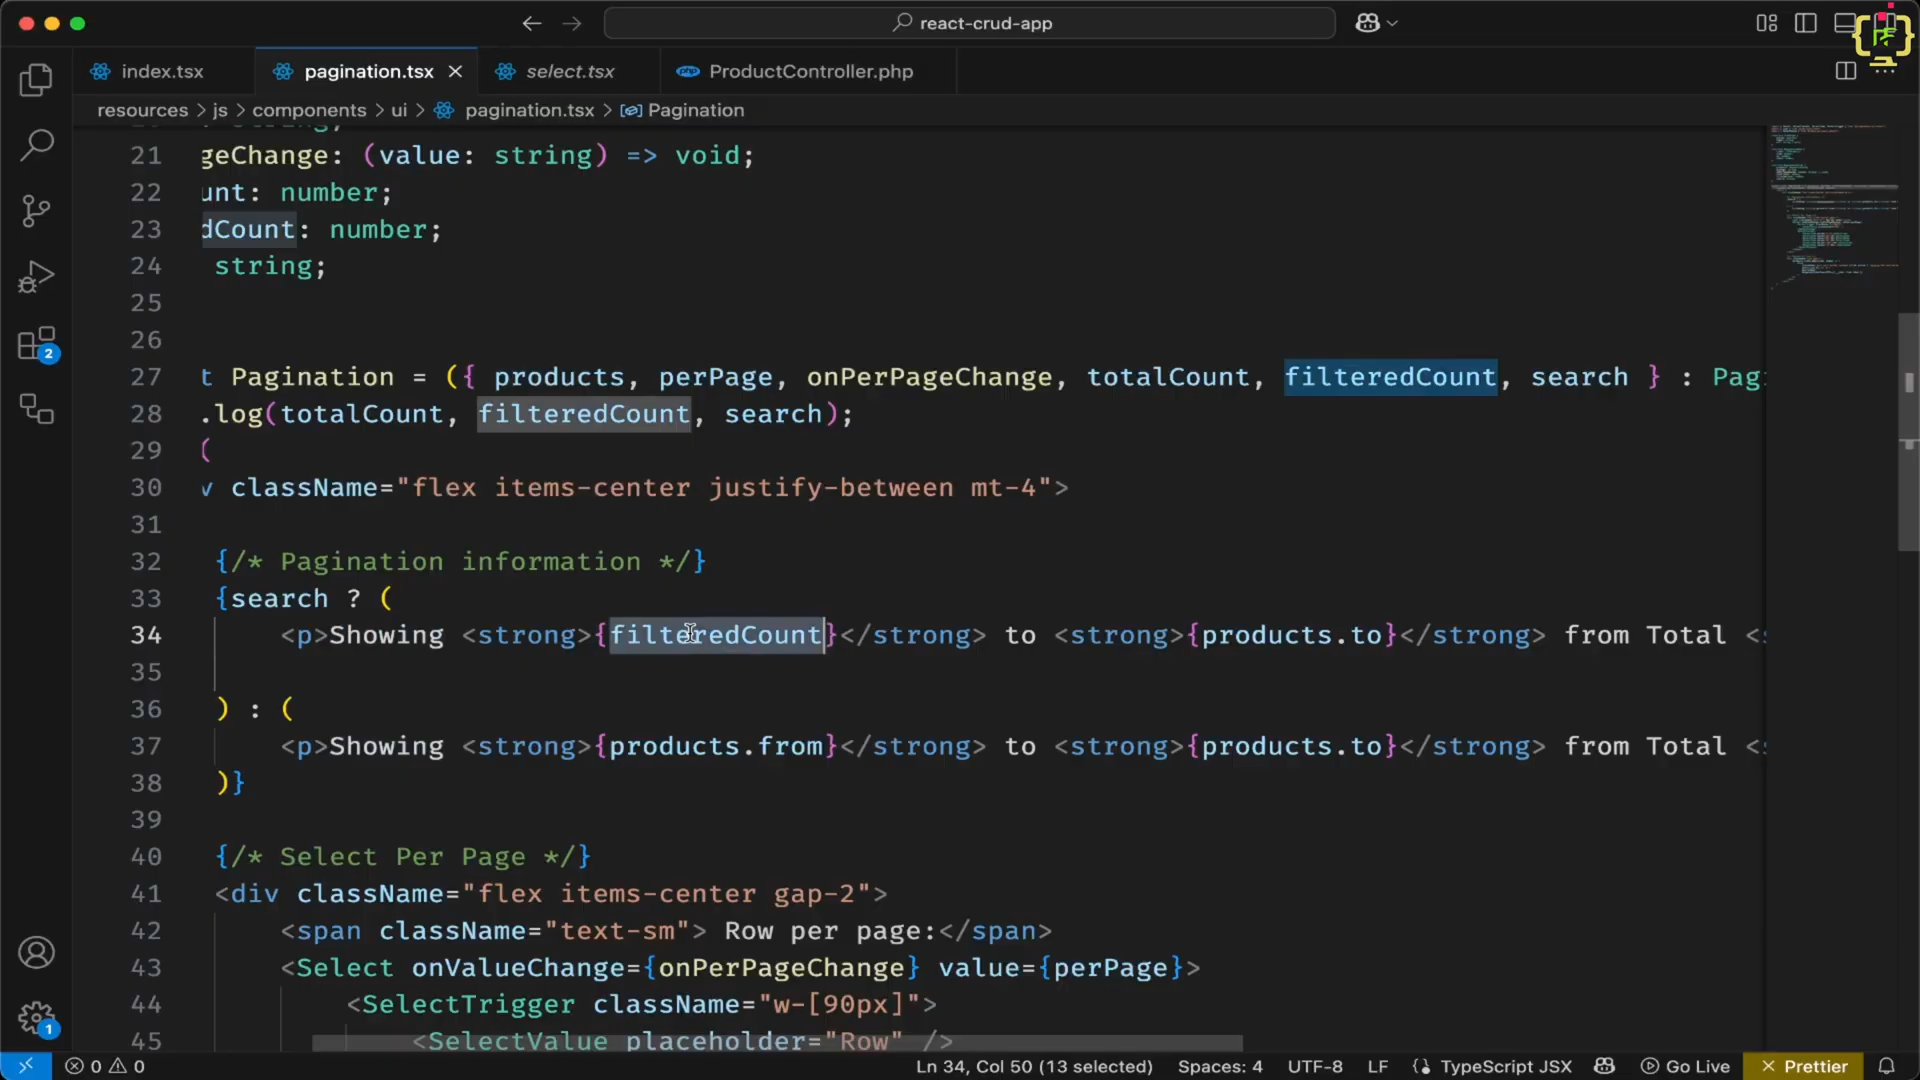 react-crud-app
index.tsx
pagination.tsx
select.tsx
ProductController.php
resources > js > components > ui > pagination.tsx > Pagination
21 geChange: (value: string) => void;
22 unt: number;
23 dCount: number;
24 string;
25
26
27 t Pagination = ({ products, perPage, onPerPageChange, totalCount, filteredCount, search } : Pag
28 .log(totalCount, filteredCount, search);
29 (
30 v className="flex items-center justify-between mt-4">
31
32 {/* Pagination information */}
33 {search ? (
34 <p>Showing <strong>{filteredCount}</strong> to <strong>{products.to}</strong> from Total <
35
36 ) : (
37 <p>Showing <strong>{products.from}</strong> to <strong>{products.to}</strong> from Total <
38 )}
39
40 {/* Select Per Page */}
41 <div className="flex items-center gap-2">
42 <span className="text-sm"> Row per page:</span>
43 <Select onValueChange={onPerPageChange} value={perPage}>
44 <SelectTrigger className="w-[90px]">
45 <SelectValue placeholder="Row" />
2
1
0 0
Ln 34, Col 50 (13 selected)
Spaces: 4
UTF-8
LF
{} TypeScript JSX
Go Live
Prettier